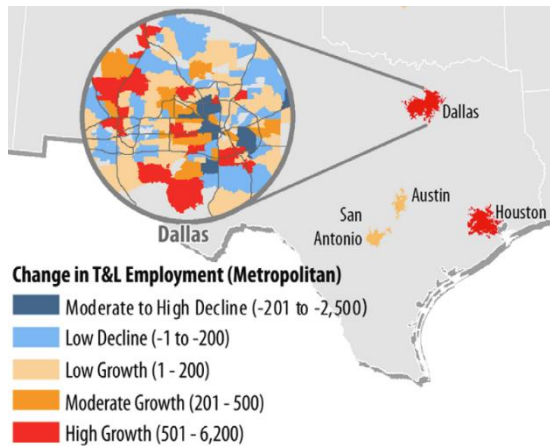 Dallas
Austin
San
Antonio
Houston
Dallas
Change in T&L Employment (Metropolitan)
Moderate to High Decline (-201 to -2,500)
Low Decline (-1 to -200)
Low Growth (1 - 200)
Moderate Growth (201 - 500)
High Growth (501 - 6,200)